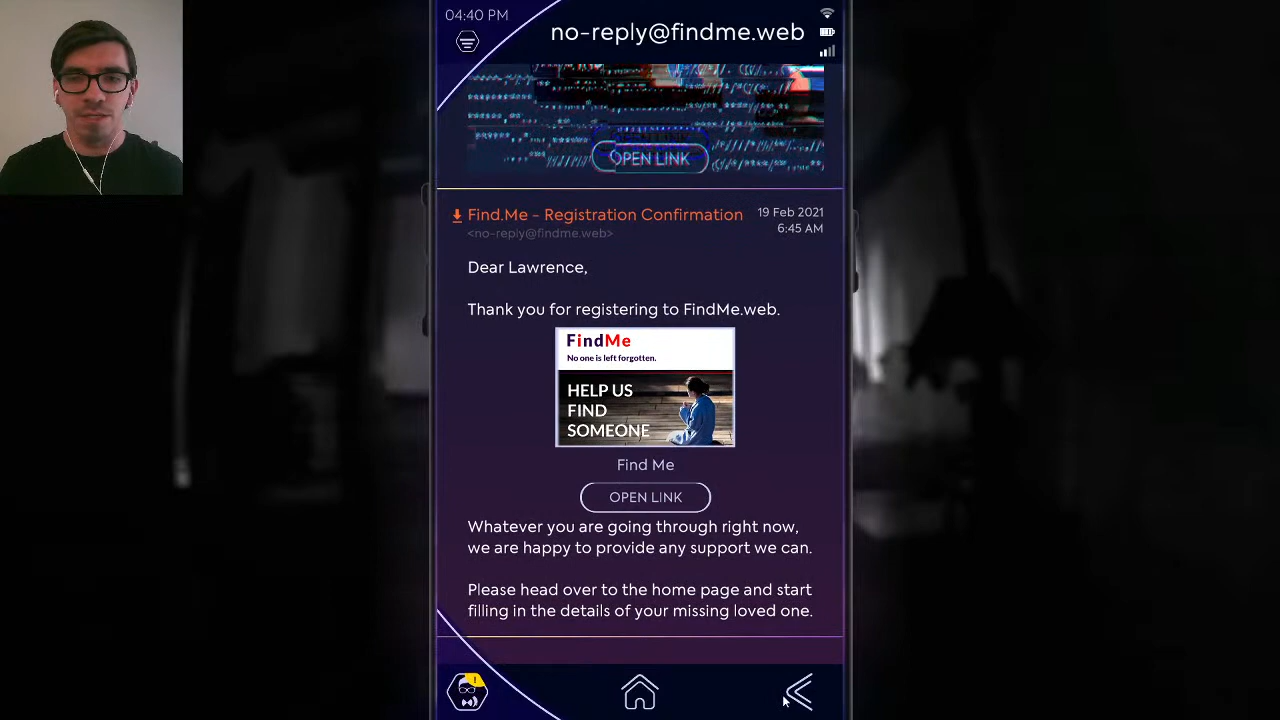 04:40 PM
no-reply@findme.web
OPEN LINK
Find.Me - Registration Confirmation
19 Feb 2021
<no-reply@findme.web>
6:45 AM
Dear Lawrence,
Thank you for registering to FindMe.web.
FindMe
No one is left forgotten.
HELP US
FIND
SOMEONE
Find Me
OPEN LINK
Whatever you are going through right now,
we are happy to provide any support we can.
Please head over to the home page and start
filling in the details of your missing loved one.
!